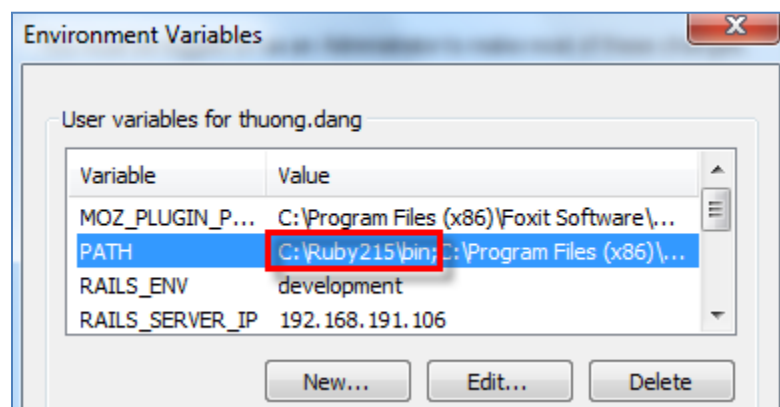 Environment Variables
User variables for thuong.dang
Variable Value
MOZ_PLUGIN_P... C:\Program Files (x86)\Foxit Software\...
PATH C:\Ruby215\bin;C:\Program Files (x86)\...
RAILS_ENV development
RAILS_SERVER_IP 192.168.191.106
New... Edit... Delete